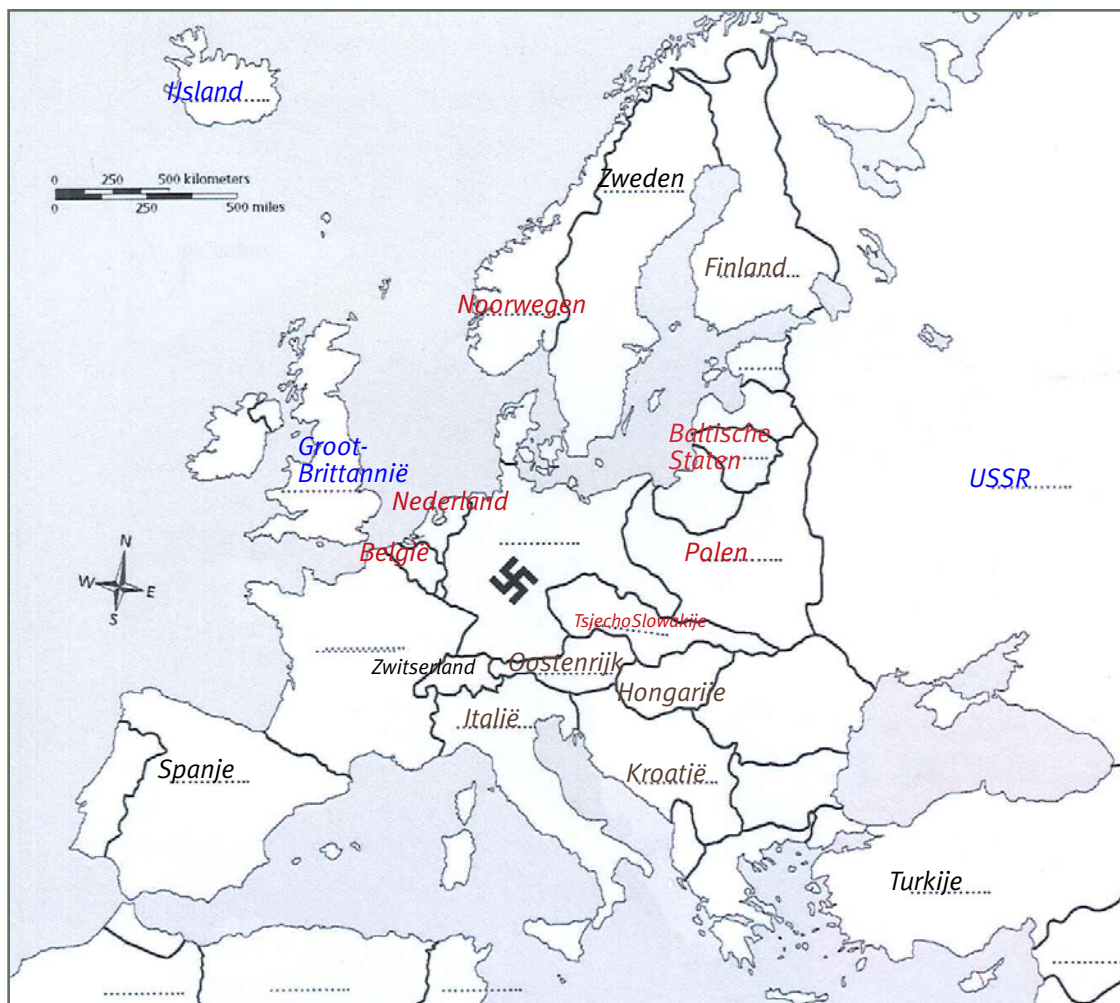 IJsland
0 250 500 kilometers
0 250 500 miles
Zweden
Finland
Noorwegen
Baltische
Staten
Groot-
Brittannië
USSR
Nederland
België
Polen
N
W E
S
TsjechoSlowakije
Zwitserland
Oostenrijk
Hongarije
Italië
Spanje
Kroatië
Turkije